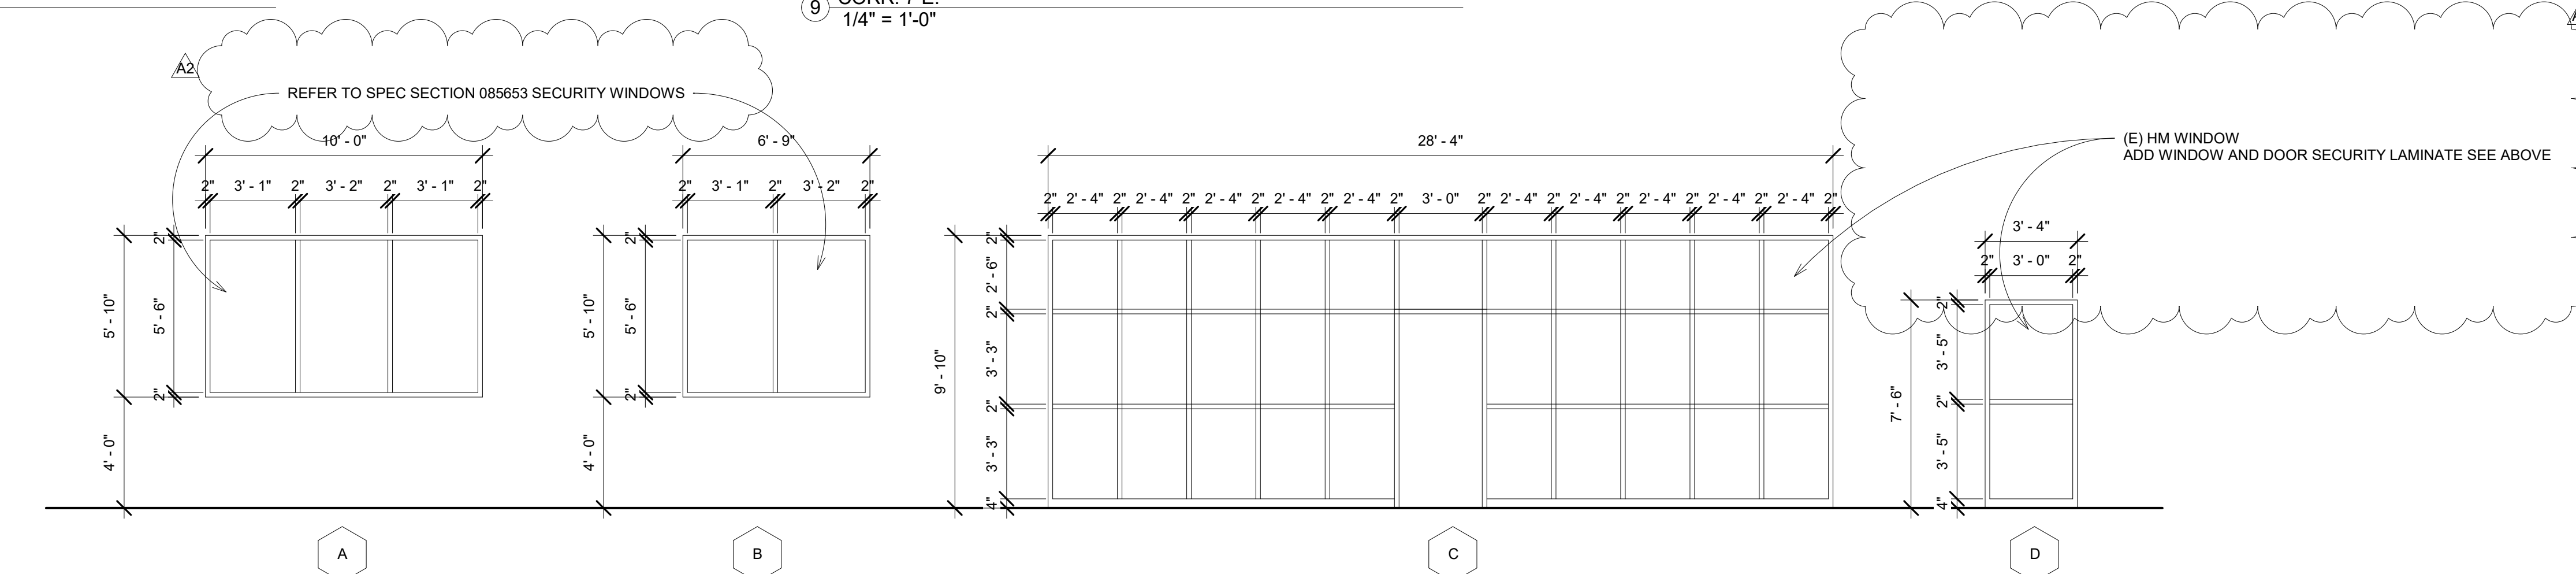 9
1/4" = 1'-0"
A2
REFER TO SPEC SECTION 085653 SECURITY WINDOWS
10' - 0"
2" 3' - 1" 2" 3' - 2" 2" 3' - 1" 2"
2"
5' - 6"
2"
5' - 10"
4' - 0"
A
6' - 9"
2" 3' - 1" 2" 3' - 2" 2"
2"
5' - 6"
2"
5' - 10"
4' - 0"
B
28' - 4"
2" 2' - 4" 2" 2' - 4" 2" 2' - 4" 2" 2' - 4" 2" 2' - 4" 2" 3' - 0" 2" 2' - 4" 2" 2' - 4" 2" 2' - 4" 2" 2' - 4" 2" 2' - 4" 2"
2"
2' - 6"
2"
3' - 3"
2"
3' - 3"
4"
9' - 10"
C
(E) HM WINDOW
ADD WINDOW AND DOOR SECURITY LAMINATE SEE ABOVE
3' - 4"
2" 3' - 0" 2"
2"
3' - 5"
2"
3' - 5"
4"
7' - 6"
D